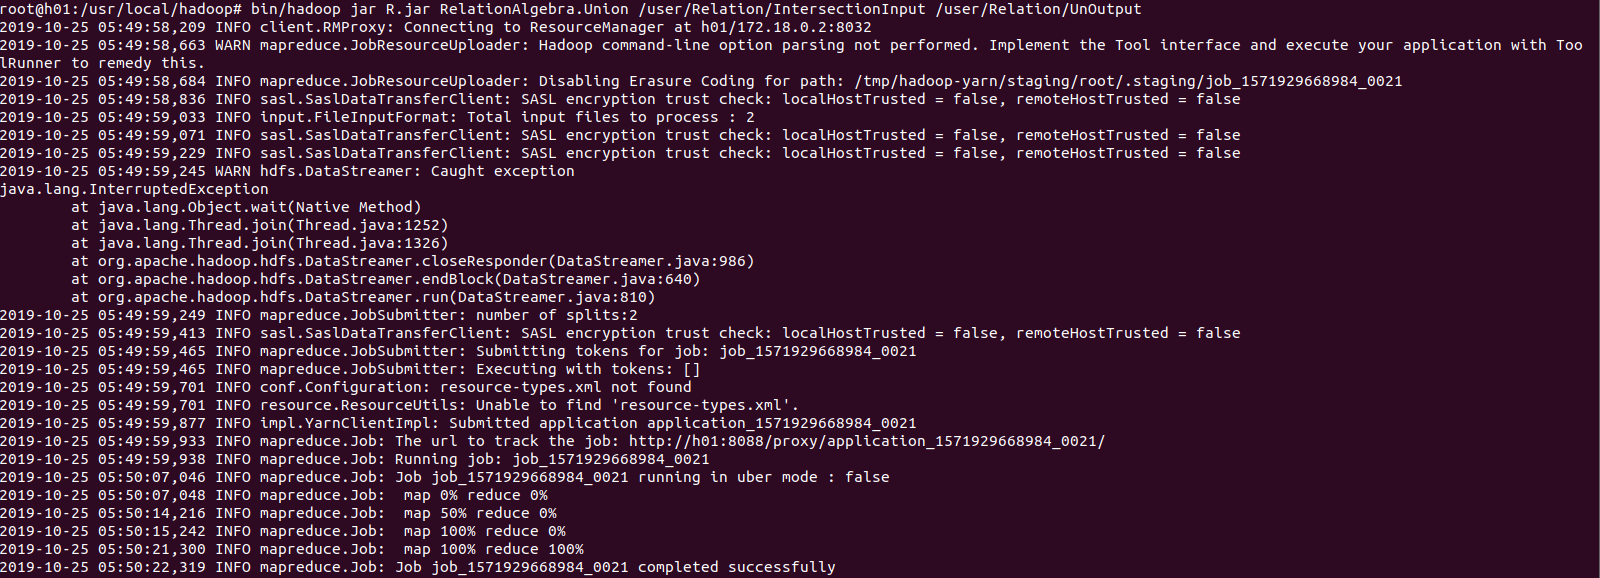 root@h01:/usr/local/hadoop# bin/hadoop jar R.jar RelationAlgebra.Union /user/Relation/IntersectionInput /user/Relation/UnOutput
2019-10-25 05:49:58,209 INFO client.RMProxy: Connecting to ResourceManager at h01/172.18.0.2:8032
2019-10-25 05:49:58,663 WARN mapreduce.JobResourceUploader: Hadoop command-line option parsing not performed. Implement the Tool interface and execute your application with Too
lRunner to remedy this.
2019-10-25 05:49:58,684 INFO mapreduce.JobResourceUploader: Disabling Erasure Coding for path: /tmp/hadoop-yarn/staging/root/.staging/job_1571929668984_0021
2019-10-25 05:49:58,836 INFO sasl.SaslDataTransferClient: SASL encryption trust check: localHostTrusted = false, remoteHostTrusted = false
2019-10-25 05:49:59,033 INFO input.FileInputFormat: Total input files to process : 2
2019-10-25 05:49:59,071 INFO sasl.SaslDataTransferClient: SASL encryption trust check: localHostTrusted = false, remoteHostTrusted = false
2019-10-25 05:49:59,229 INFO sasl.SaslDataTransferClient: SASL encryption trust check: localHostTrusted = false, remoteHostTrusted = false
2019-10-25 05:49:59,245 WARN hdfs.DataStreamer: Caught exception
java.lang.InterruptedException
        at java.lang.Object.wait(Native Method)
        at java.lang.Thread.join(Thread.java:1252)
        at java.lang.Thread.join(Thread.java:1326)
        at org.apache.hadoop.hdfs.DataStreamer.closeResponder(DataStreamer.java:986)
        at org.apache.hadoop.hdfs.DataStreamer.endBlock(DataStreamer.java:640)
        at org.apache.hadoop.hdfs.DataStreamer.run(DataStreamer.java:810)
2019-10-25 05:49:59,249 INFO mapreduce.JobSubmitter: number of splits:2
2019-10-25 05:49:59,413 INFO sasl.SaslDataTransferClient: SASL encryption trust check: localHostTrusted = false, remoteHostTrusted = false
2019-10-25 05:49:59,465 INFO mapreduce.JobSubmitter: Submitting tokens for job: job_1571929668984_0021
2019-10-25 05:49:59,465 INFO mapreduce.JobSubmitter: Executing with tokens: []
2019-10-25 05:49:59,701 INFO conf.Configuration: resource-types.xml not found
2019-10-25 05:49:59,701 INFO resource.ResourceUtils: Unable to find 'resource-types.xml'.
2019-10-25 05:49:59,877 INFO impl.YarnClientImpl: Submitted application application_1571929668984_0021
2019-10-25 05:49:59,933 INFO mapreduce.Job: The url to track the job: http://h01:8088/proxy/application_1571929668984_0021/
2019-10-25 05:49:59,938 INFO mapreduce.Job: Running job: job_1571929668984_0021
2019-10-25 05:50:07,046 INFO mapreduce.Job: Job job_1571929668984_0021 running in uber mode : false
2019-10-25 05:50:07,048 INFO mapreduce.Job:  map 0% reduce 0%
2019-10-25 05:50:14,216 INFO mapreduce.Job:  map 50% reduce 0%
2019-10-25 05:50:15,242 INFO mapreduce.Job:  map 100% reduce 0%
2019-10-25 05:50:21,300 INFO mapreduce.Job:  map 100% reduce 100%
2019-10-25 05:50:22,319 INFO mapreduce.Job: Job job_1571929668984_0021 completed successfully